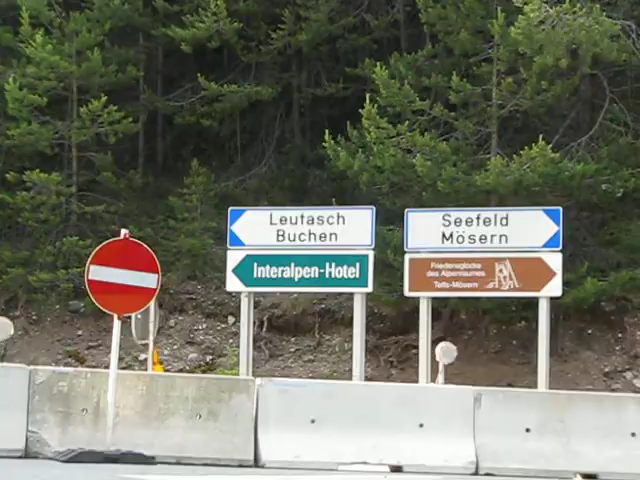 Leutasch
Buchen
Interalpen-Hotel
Seefeld
Mösern
Friedensglocke
des Alpenraumes
Telfs-Mösern